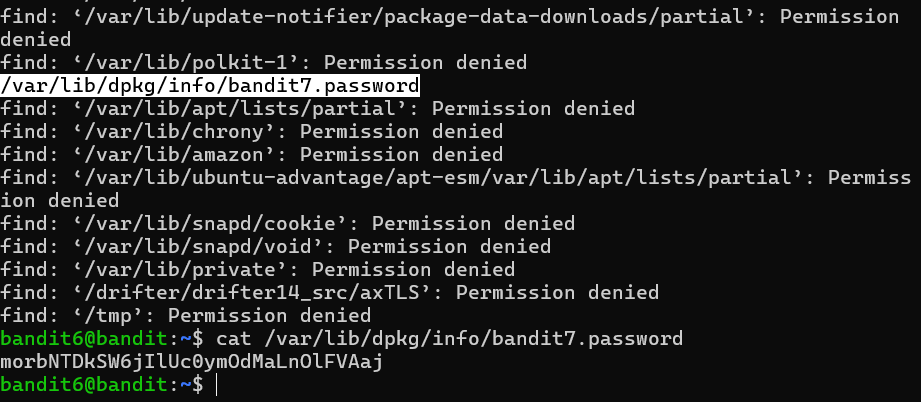 find: ‘/var/lib/update-notifier/package-data-downloads/partial’: Permission
denied
find: ‘/var/lib/polkit-1’: Permission denied
/var/lib/dpkg/info/bandit7.password
find: ‘/var/lib/apt/lists/partial’: Permission denied
find: ‘/var/lib/chrony’: Permission denied
find: ‘/var/lib/amazon’: Permission denied
find: ‘/var/lib/ubuntu-advantage/apt-esm/var/lib/apt/lists/partial’: Permiss
ion denied
find: ‘/var/lib/snapd/cookie’: Permission denied
find: ‘/var/lib/snapd/void’: Permission denied
find: ‘/var/lib/private’: Permission denied
find: ‘/drifter/drifter14_src/axTLS’: Permission denied
find: ‘/tmp’: Permission denied
bandit6@bandit:~$ cat /var/lib/dpkg/info/bandit7.password
morbNTDkSW6jIlUc0ymOdMaLnOlFVAaj
bandit6@bandit:~$